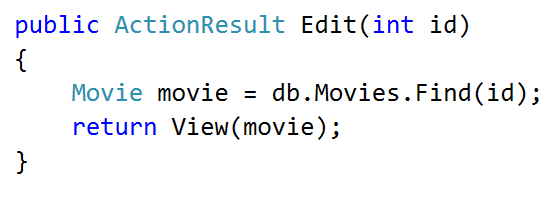 public ActionResult Edit(int id)
{
    Movie movie = db.Movies.Find(id);
    return View(movie);
}